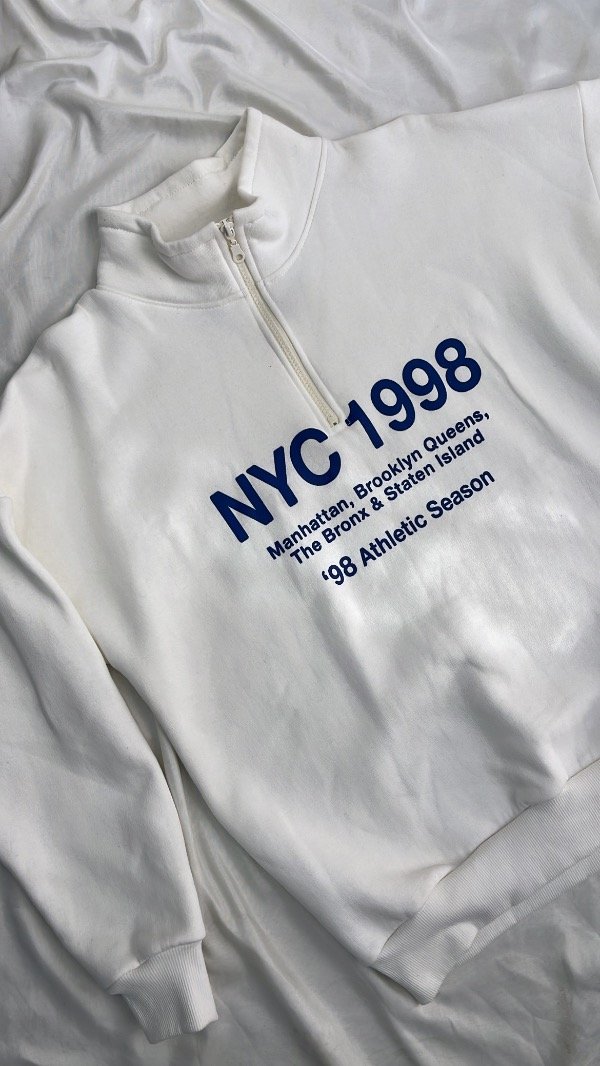 NYC 1998
Manhattan, Brooklyn Queens,
The Bronx & Staten Island
‘98 Athletic Season